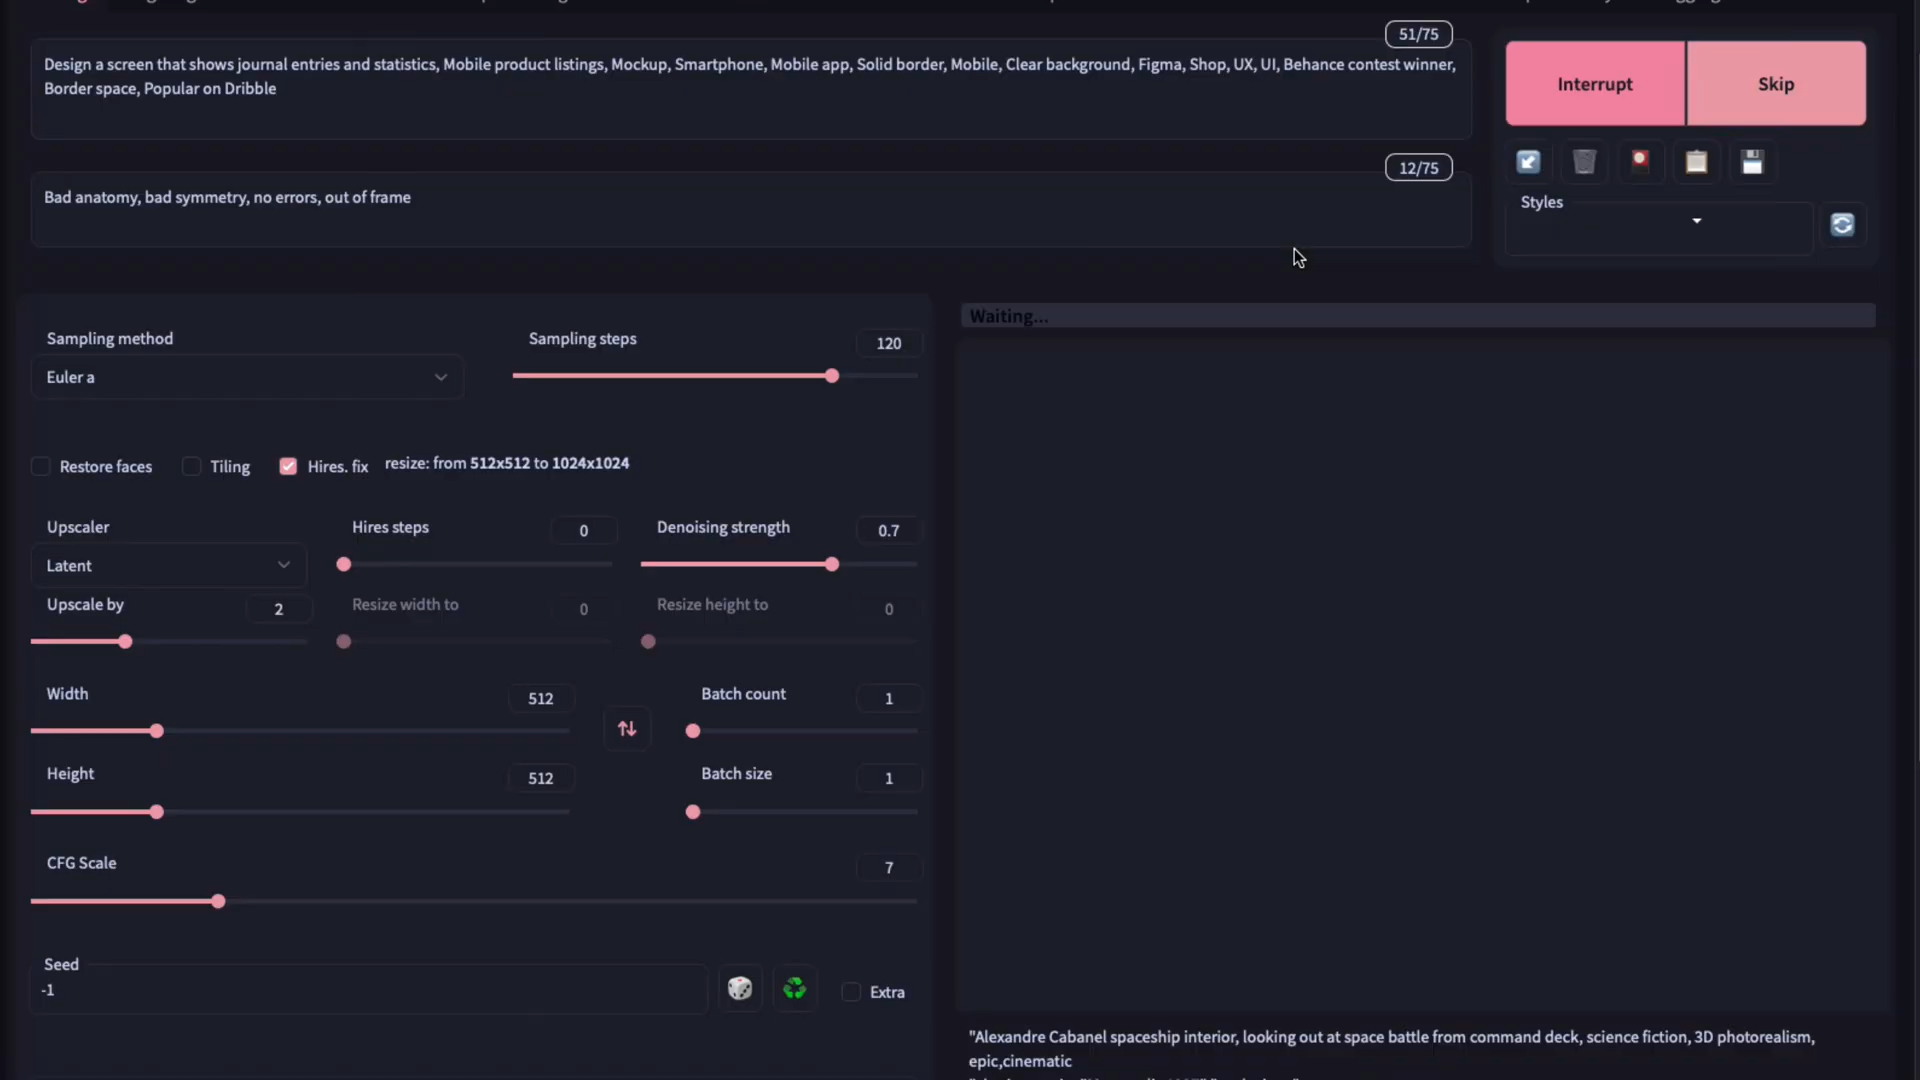 51/75
Design a screen that shows journal entries and statistics, Mobile product listings, Mockup, Smartphone, Mobile app, Solid border, Mobile, Clear background, Figma, Shop, UX, UI, Behance contest winner,
Border space, Popular on Dribble
Interrupt
Skip
12/75
Bad anatomy, bad symmetry, no errors, out of frame
Styles
Waiting...
Sampling method
Sampling steps
120
Euler a
Restore faces
Tiling
Hires. fix
resize: from 512x512 to 1024x1024
Upscaler
Hires steps
0
Denoising strength
0.7
Latent
Upscale by
2
Resize width to
0
Resize height to
0
Width
512
Batch count
1
Height
512
Batch size
1
CFG Scale
7
Seed
-1
Extra
"Alexandre Cabanel spaceship interior, looking out at space battle from command deck, science fiction, 3D photorealism,
epic,cinematic